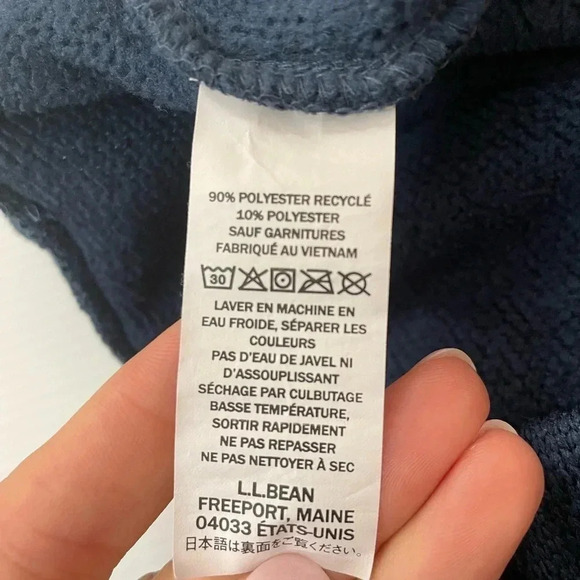 90% POLYESTER RECYCLÉ
10% POLYESTER
SAUF GARNITURES
FABRIQUÉ AU VIETNAM
30
LAVER EN MACHINE EN
EAU FROIDE, SÉPARER LES
COULEURS
PAS D'EAU DE JAVEL NI
D'ASSOUPLISSANT
SÉCHAGE PAR CULBUTAGE
BASSE TEMPÉRATURE,
SORTIR RAPIDEMENT
NE PAS REPASSER
NE PAS NETTOYER À SEC
L.L.BEAN
FREEPORT, MAINE
04033 ÉTATS-UNIS
日本語は裏面をご覧ください。